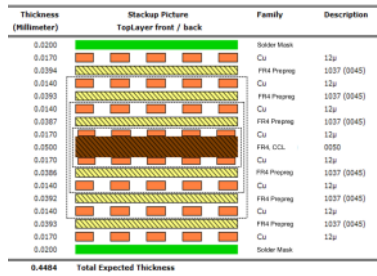 Thickness Stackup Picture Family Description
(Millimeter) TopLayer front / back
0.0200 Solder Mask
0.0170 Cu 12µ
0.0394 FR4 Prepreg 1037 (0045)
0.0140 Cu 12µ
0.0393 FR4 Prepreg 1037 (0045)
0.0140 Cu 12µ
0.0387 FR4 Prepreg 1037 (0045)
0.0170 Cu 12µ
0.0500 FR4, CCL 0050
0.0170 Cu 12µ
0.0386 FR4 Prepreg 1037 (0045)
0.0140 Cu 12µ
0.0392 FR4 Prepreg 1037 (0045)
0.0140 Cu 12µ
0.0393 FR4 Prepreg 1037 (0045)
0.0170 Cu 12µ
0.0200 Solder Mask
0.4484 Total Expected Thickness